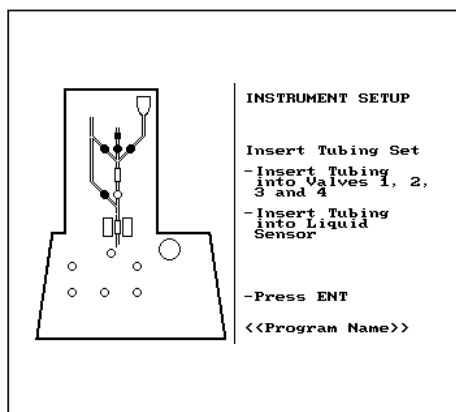 INSTRUMENT SETUP
Insert Tubing Set
-Insert Tubing
into Valves 1, 2,
3 and 4
-Insert Tubing
into Liquid
Sensor
-Press ENT
<<Program Name>>